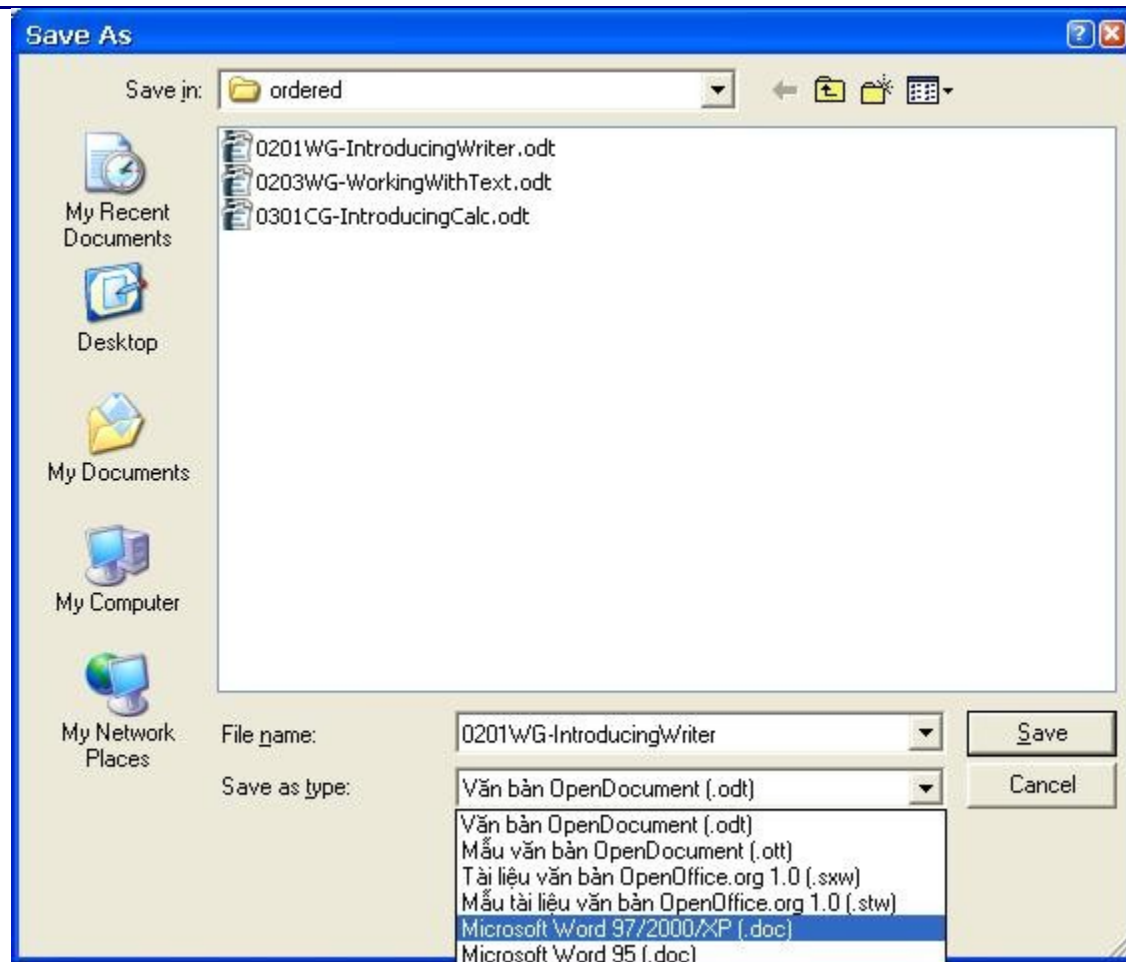 Save As
Save in:
ordered
0201WG-IntroducingWriter.odt
0203WG-WorkingWithText.odt
0301CG-IntroducingCalc.odt
My Recent
Documents
Desktop
My Documents
My Computer
My Network
Places
File name:
0201WG-IntroducingWriter
Save
Save as type:
Văn bản OpenDocument (.odt)
Cancel
Văn bản OpenDocument (.odt)
Mẫu văn bản OpenDocument (.ott)
Tài liệu văn bản OpenOffice.org 1.0 (.sxw)
Mẫu tài liệu văn bản OpenOffice.org 1.0 (.stw)
Microsoft Word 97/2000/XP (.doc)
Microsoft Word 95 (.doc)